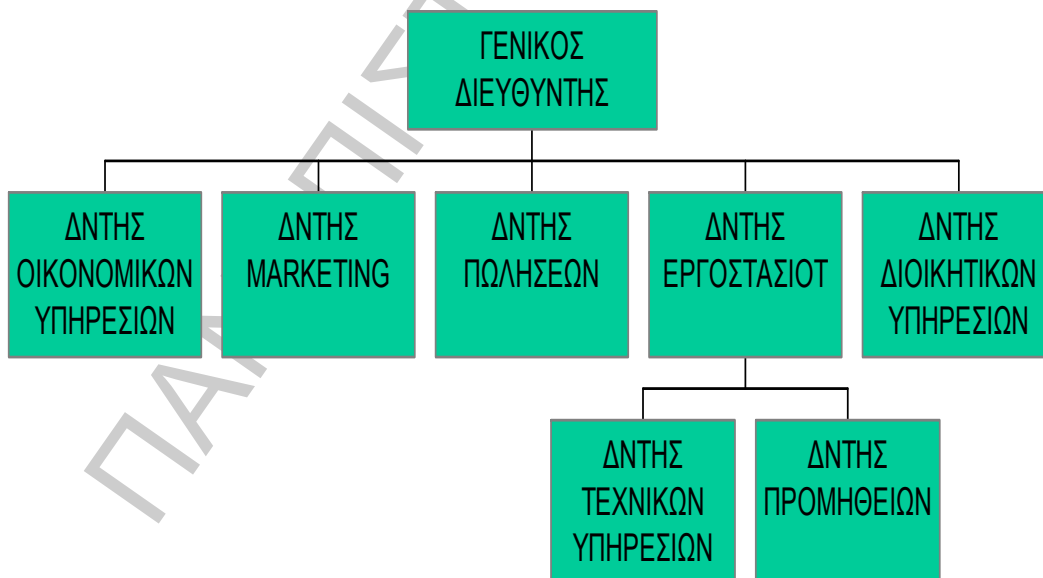 ΓΕΝΙΚΟΣ
ΔΙΕΥΘΥΝΤΗΣ
ΔΝΤΗΣ
ΟΙΚΟΝΟΜΙΚΩΝ
ΥΠΗΡΕΣΙΩΝ
ΔΝΤΗΣ
MARKETING
ΔΝΤΗΣ
ΠΩΛΗΣΕΩΝ
ΔΝΤΗΣ
ΕΡΓΟΣΤΑΣΙΟΤ
ΔΝΤΗΣ
ΔΙΟΙΚΗΤΙΚΩΝ
ΥΠΗΡΕΣΙΩΝ
ΔΝΤΗΣ
ΤΕΧΝΙΚΩΝ
ΥΠΗΡΕΣΙΩΝ
ΔΝΤΗΣ
ΠΡΟΜΗΘΕΙΩΝ